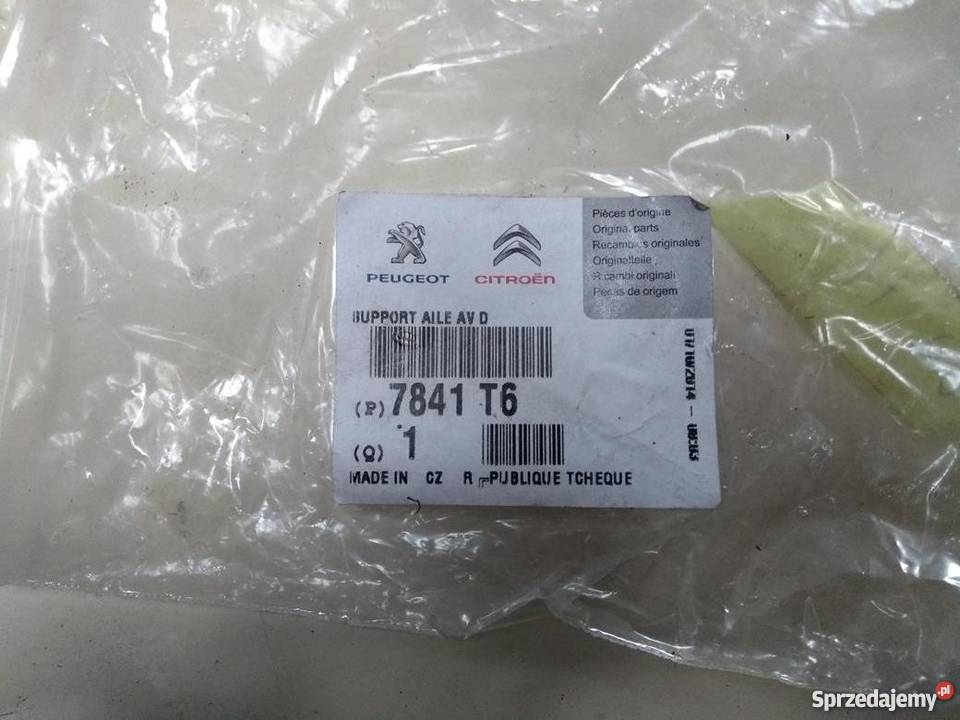 PEUGEOT
CITROËN
Pièces d'origine
Original parts
Recambios originales
Originalteile
Ricambi originali
Peças de origem
SUPPORT AILE AV D
(P) 7841 T6
(Q) 1
MADE IN CZ R PUBLIQUE TCHEQUE
Sprzedajemy.pl